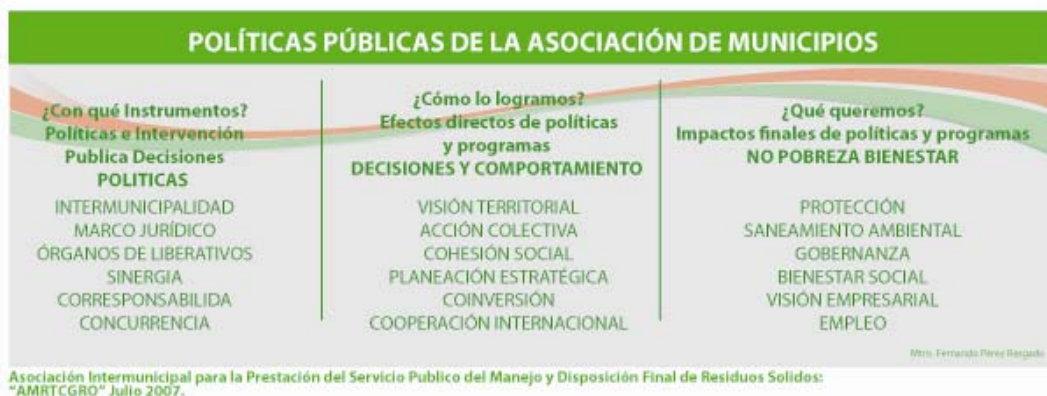 POLÍTICAS PÚBLICAS DE LA ASOCIACIÓN DE MUNICIPIOS
¿Con qué Instrumentos?
Políticas e Intervención
Publica Decisiones
POLITICAS
INTERMUNICIPALIDAD
MARCO JURÍDICO
ÓRGANOS DE LIBERATIVOS
SINERGIA
CORRESPONSABILIDA
CONCURRENCIA
¿Cómo lo logramos?
Efectos directos de políticas
y programas
DECISIONES Y COMPORTAMIENTO
VISIÓN TERRITORIAL
ACCIÓN COLECTIVA
COHESIÓN SOCIAL
PLANEACIÓN ESTRATÉGICA
COINVERSIÓN
COOPERACIÓN INTERNACIONAL
¿Qué queremos?
Impactos finales de políticas y programas
NO POBREZA BIENESTAR
PROTECCIÓN
SANEAMIENTO AMBIENTAL
GOBERNANZA
BIENESTAR SOCIAL
VISIÓN EMPRESARIAL
EMPLEO
Mtro. Fernando Pérez
Asociación Intermunicipal para la Prestación del Servicio Publico del Manejo y Disposición Final de Residuos Solidos:
"AMRTCGRO" Julio 2007.